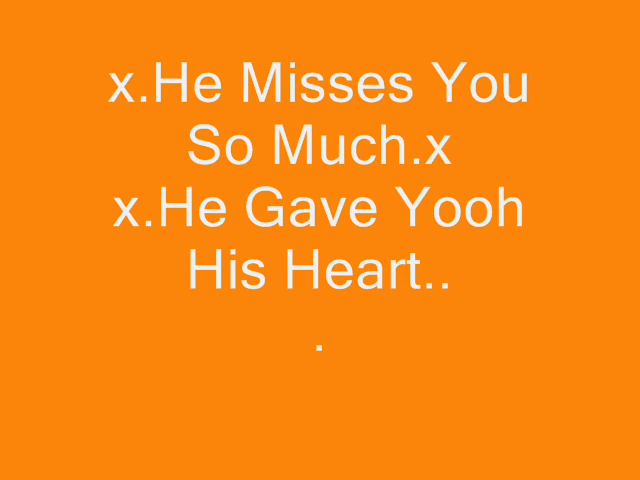 x.He Misses You
So Much.x
x.He Gave Yooh
His Heart..
.